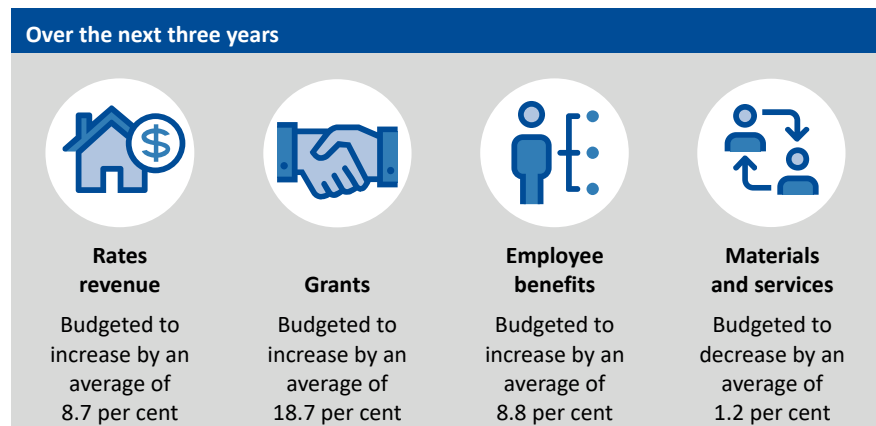 Over the next three years
$
Rates
revenue
Budgeted to
increase by an
average of
8.7 per cent
Grants
Budgeted to
increase by an
average of
18.7 per cent
Employee
benefits
Budgeted to
increase by an
average of
8.8 per cent
Materials
and services
Budgeted to
decrease by an
average of
1.2 per cent